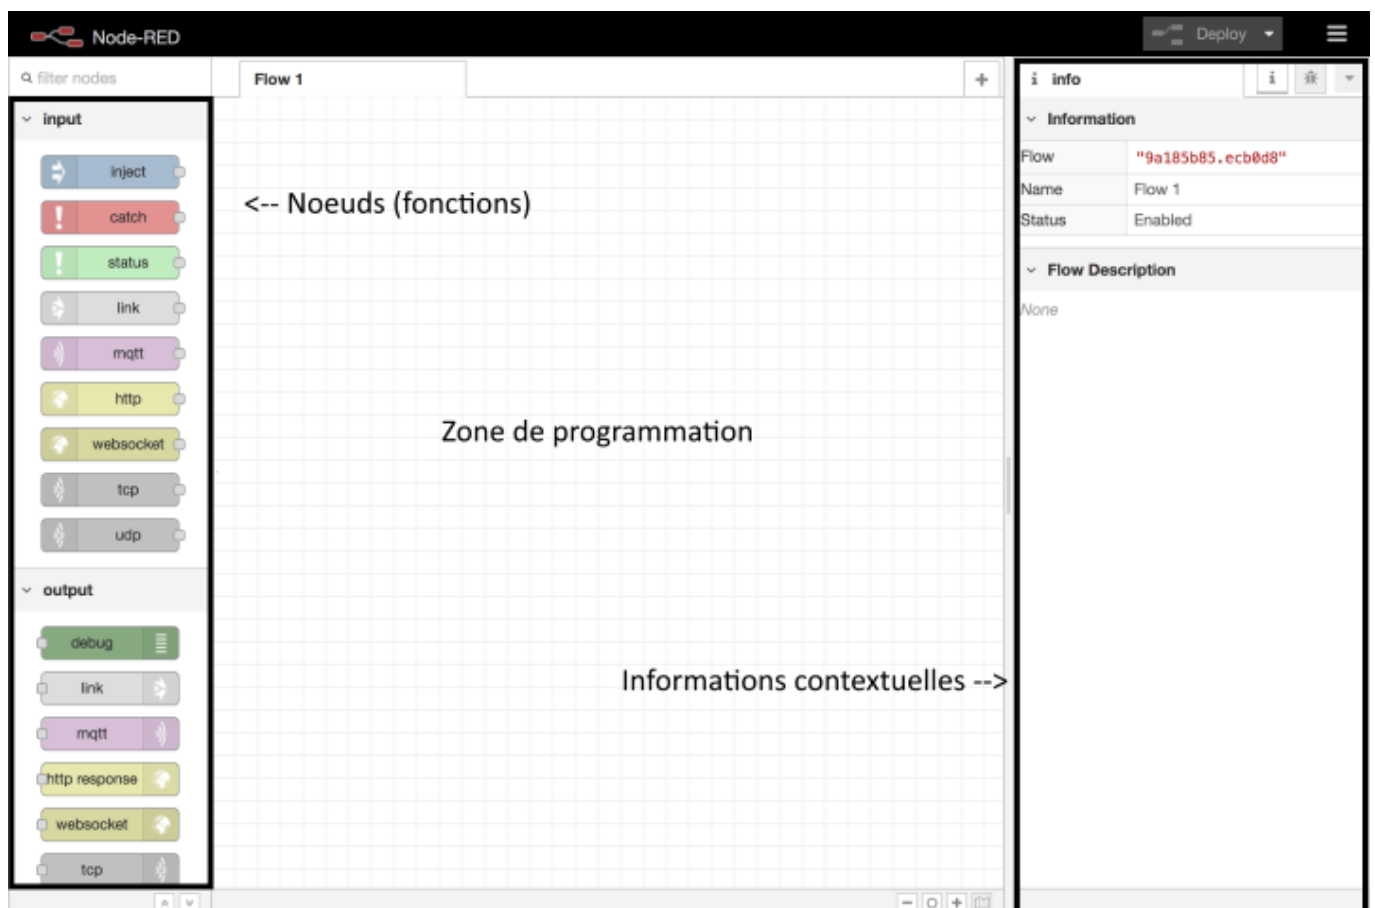 Node-RED
Deploy
filter nodes
Flow 1
i info
i
input
inject
catch
status
link
mqtt
http
websocket
tcp
udp
output
debug
link
mqtt
http response
websocket
tcp
<-- Noeuds (fonctions)
Zone de programmation
Informations contextuelles -->
Information
Flow "9a185b85.ecb0d8"
Name Flow 1
Status Enabled
Flow Description
None